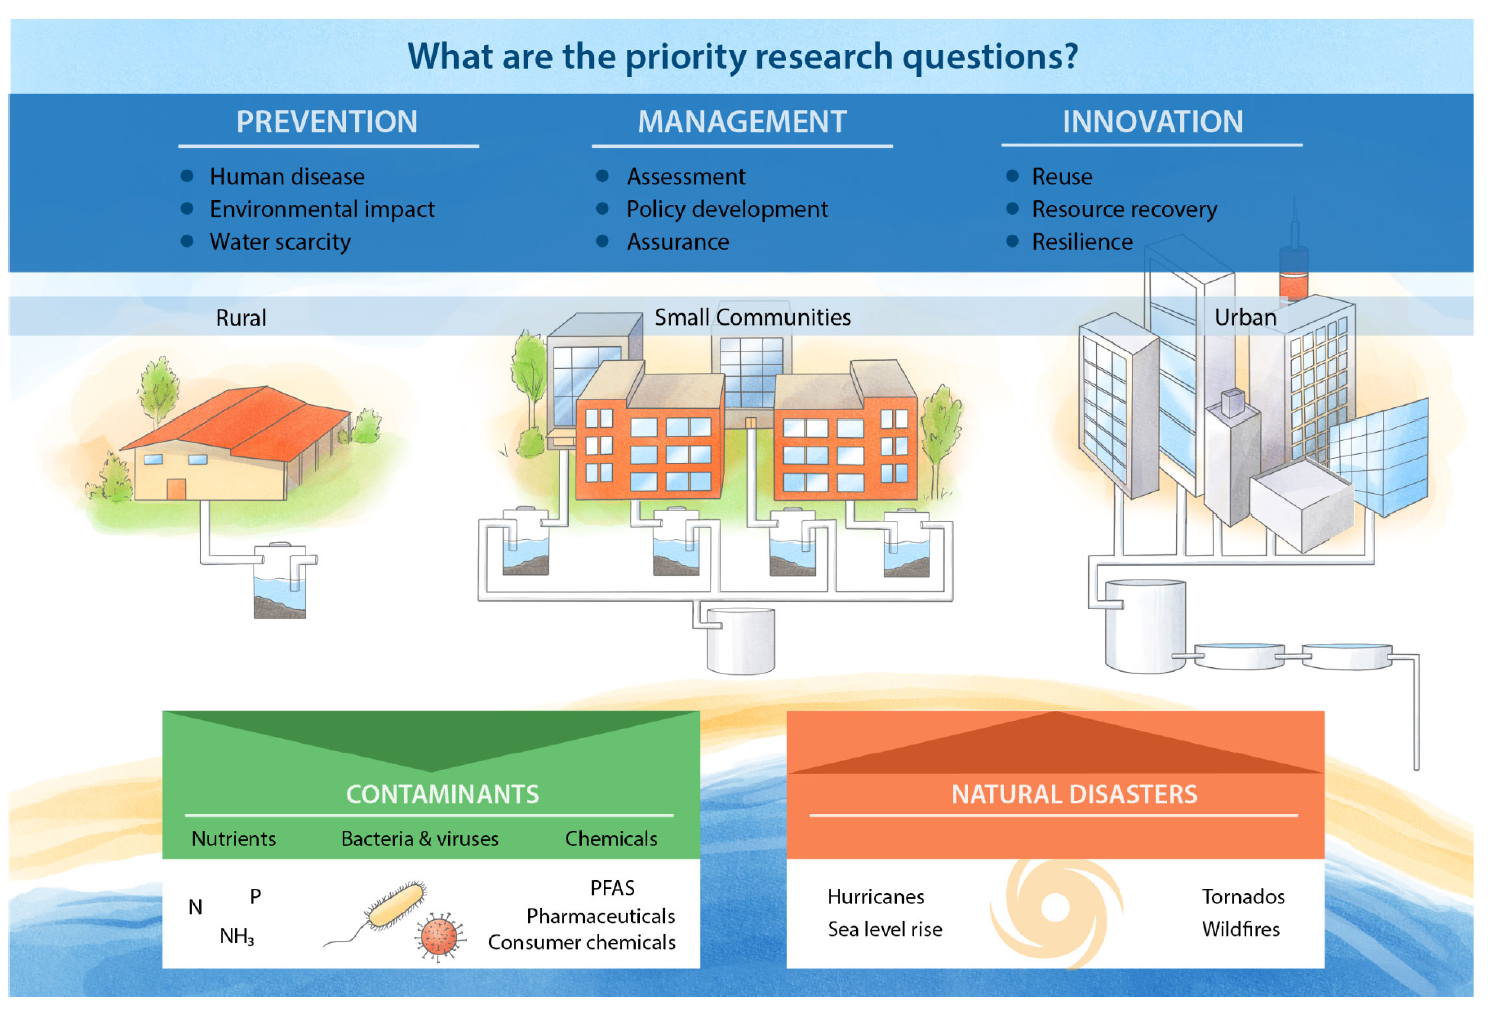 What are the priority research questions?
PREVENTION
Human disease
Environmental impact
Water scarcity
MANAGEMENT
Assessment
Policy development
Assurance
INNOVATION
Reuse
Resource recovery
Resilience
Rural
Small Communities
Urban
CONTAMINANTS
Nutrients
Bacteria & viruses
Chemicals
N
P
NH₃
PFAS
Pharmaceuticals
Consumer chemicals
NATURAL DISASTERS
Hurricanes
Sea level rise
Tornados
Wildfires